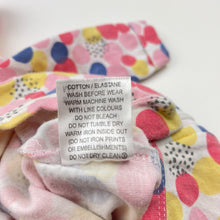 COTTON / ELASTANE
WASH BEFORE WEAR
WARM MACHINE WASH
WITH LIKE COLOURS
DO NOT BLEACH
DO NOT TUMBLE DRY
WARM IRON INSIDE OUT
DO NOT IRON PRINTS
OR EMBELLISHMENTS
DO NOT DRY CLEAN